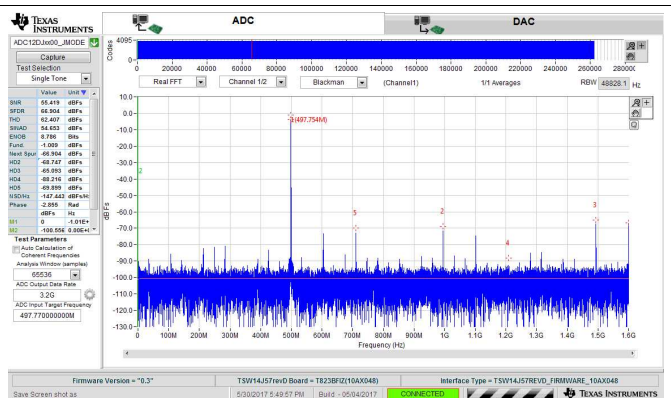 TEXAS INSTRUMENTS
ADC
DAC
ADC12DJxx00_JMODE
Capture
Test Selection
Single Tone
Value Unit
SNR 55.419 dBFs
SFDR 66.904 dBFs
THD 62.407 dBFs
SINAD 54.653 dBFs
ENOB 8.786 Bits
Fund. -1.009 dBFs
Next Spur -66.904 dBFs
HD2 -68.747 dBFs
HD3 -65.093 dBFs
HD4 -88.216 dBFs
HD5 -69.899 dBFs
NSD/Hz -147.442 dBFs/H:
Phase -2.855 Rad
dBFs Hz
M1 0 -1.01E+
M2 -100.556 0.00E+(
Test Parameters
Auto Calculation of
Coherent Frequencies
Analysis Window (samples)
65536
ADC Output Data Rate
3.2G
ADC Input Target Frequency
497.770000000M
Codes
4095
0
0 20000 40000 60000 80000 100000 120000 140000 160000 180000 200000 220000 240000 260000 280000
Real FFT
Channel 1/2
Blackman
(Channel1)
1/1 Averages
RBW 48828.1 Hz
10.0
0.0
-10.0
-20.0
-30.0
-40.0
-50.0
-60.0
-70.0
-80.0
-90.0
-100.0
-110.0
-120.0
-130.0
dBFs
(497.754M)
2
5
2
4
3
0 100M 200M 300M 400M 500M 600M 700M 800M 900M 1G 1.1G 1.2G 1.3G 1.4G 1.5G 1.6G
Frequency (Hz)
Firmware Version = "0.3"
TSW14J57revD Board = T823BFIZ(10AX048)
Interface Type = TSW14J57REVD_FIRMWARE_10AX048
Save Screen shot as
5/30/2017 5:49:57 PM
Build - 05/04/2017
CONNECTED
TEXAS INSTRUMENTS